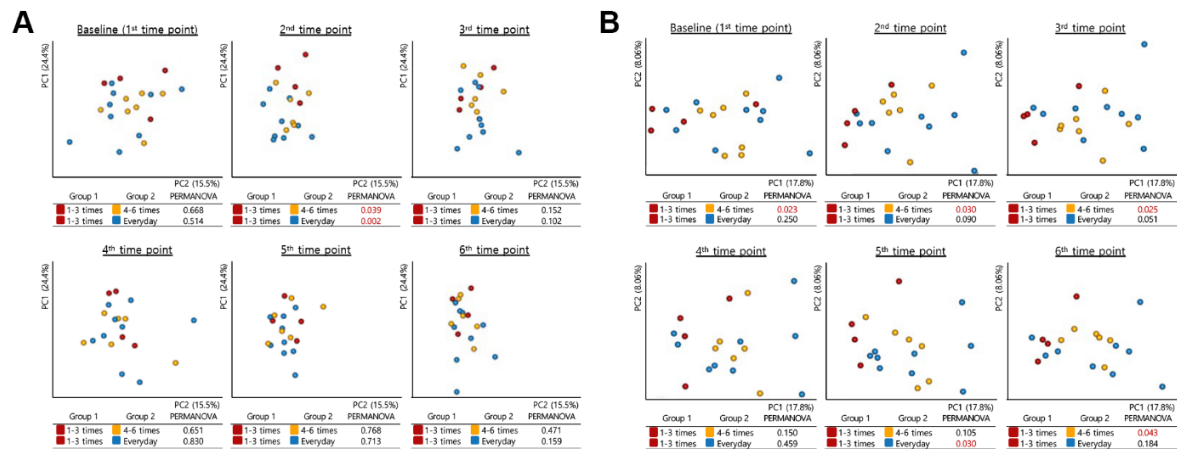 A
Baseline (1st time point)
PC1 (24.4%)
PC2 (15.5%)
Group 1 Group 2 PERMANOVA
1-3 times 4-6 times 0.668
1-3 times Everyday 0.514
2nd time point
PC1 (24.4%)
PC2 (15.5%)
Group 1 Group 2 PERMANOVA
1-3 times 4-6 times 0.039
1-3 times Everyday 0.002
3rd time point
PC1 (24.4%)
PC2 (15.5%)
Group 1 Group 2 PERMANOVA
1-3 times 4-6 times 0.152
1-3 times Everyday 0.102
4th time point
PC1 (24.4%)
PC2 (15.5%)
Group 1 Group 2 PERMANOVA
1-3 times 4-6 times 0.651
1-3 times Everyday 0.830
5th time point
PC1 (24.4%)
PC2 (15.5%)
Group 1 Group 2 PERMANOVA
1-3 times 4-6 times 0.768
1-3 times Everyday 0.713
6th time point
PC1 (24.4%)
PC2 (15.5%)
Group 1 Group 2 PERMANOVA
1-3 times 4-6 times 0.471
1-3 times Everyday 0.159
B
Baseline (1st time point)
PC2 (8.06%)
PC1 (17.8%)
Group 1 Group 2 PERMANOVA
1-3 times 4-6 times 0.023
1-3 times Everyday 0.250
2nd time point
PC2 (8.06%)
PC1 (17.8%)
Group 1 Group 2 PERMANOVA
1-3 times 4-6 times 0.030
1-3 times Everyday 0.090
3rd time point
PC2 (8.06%)
PC1 (17.8%)
Group 1 Group 2 PERMANOVA
1-3 times 4-6 times 0.025
1-3 times Everyday 0.051
4th time point
PC2 (8.06%)
PC1 (17.8%)
Group 1 Group 2 PERMANOVA
1-3 times 4-6 times 0.150
1-3 times Everyday 0.459
5th time point
PC2 (8.06%)
PC1 (17.8%)
Group 1 Group 2 PERMANOVA
1-3 times 4-6 times 0.105
1-3 times Everyday 0.030
6th time point
PC2 (8.06%)
PC1 (17.8%)
Group 1 Group 2 PERMANOVA
1-3 times 4-6 times 0.043
1-3 times Everyday 0.184